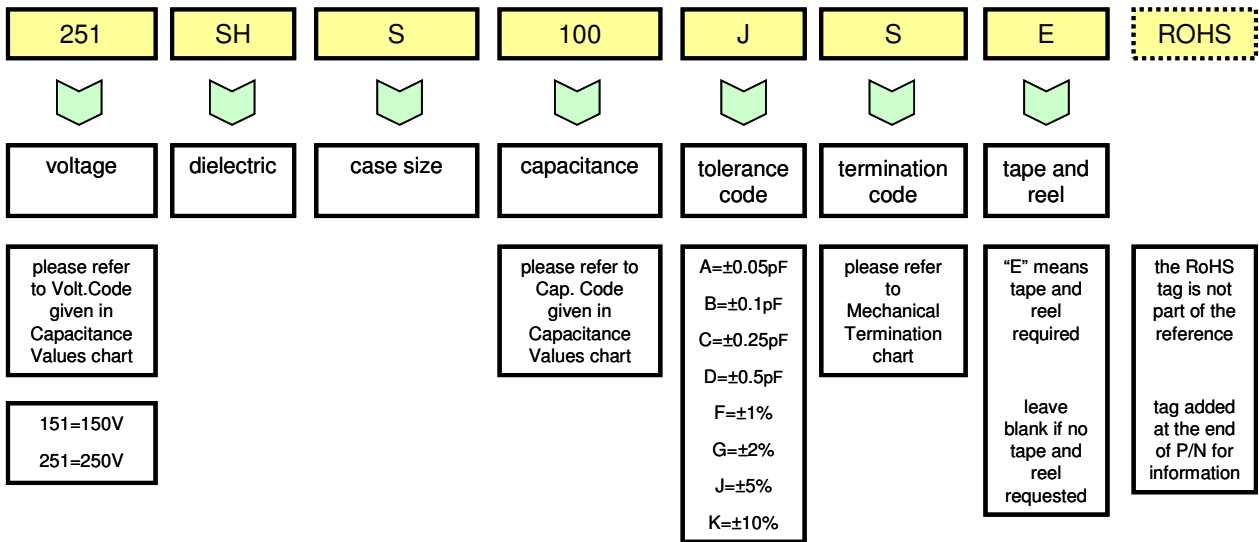 251 SH S 100 J S E ROHS
voltage dielectric case size capacitance tolerance code termination code tape and reel
please refer
to Volt.Code
given in
Capacitance
Values chart
151=150V
251=250V
please refer to
Cap. Code
given in
Capacitance
Values chart
A=±0.05pF
B=±0.1pF
C=±0.25pF
D=±0.5pF
F=±1%
G=±2%
J=±5%
K=±10%
please refer
to
Mechanical
Termination
chart
“E” means
tape and
reel
required
leave
blank if no
tape and
reel
requested
the RoHS
tag is not
part of the
reference
tag added
at the end
of P/N for
information